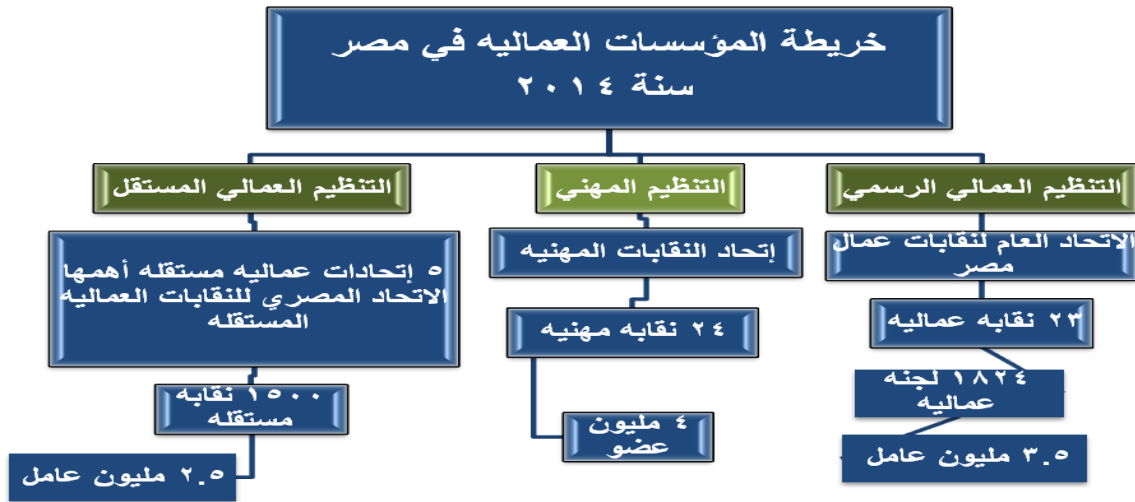 خريطة المؤسسات العماليه في مصر
سنة ٢٠١٤
التنظيم العمالي الرسمي
الاتحاد العام لنقابات عمال
مصر
٢٣ نقابه عماليه
١٨٢٤ لجنه
عماليه
٣.٥ مليون عامل
التنظيم المهني
إتحاد النقابات المهنيه
٢٤ نقابه مهنيه
٤ مليون
عضو
التنظيم العمالي المستقل
٥ إتحادات عماليه مستقله أهمها
الاتحاد المصري للنقابات العماليه
المستقله
١٥٠٠ نقابه
مستقله
٢.٥ مليون عامل